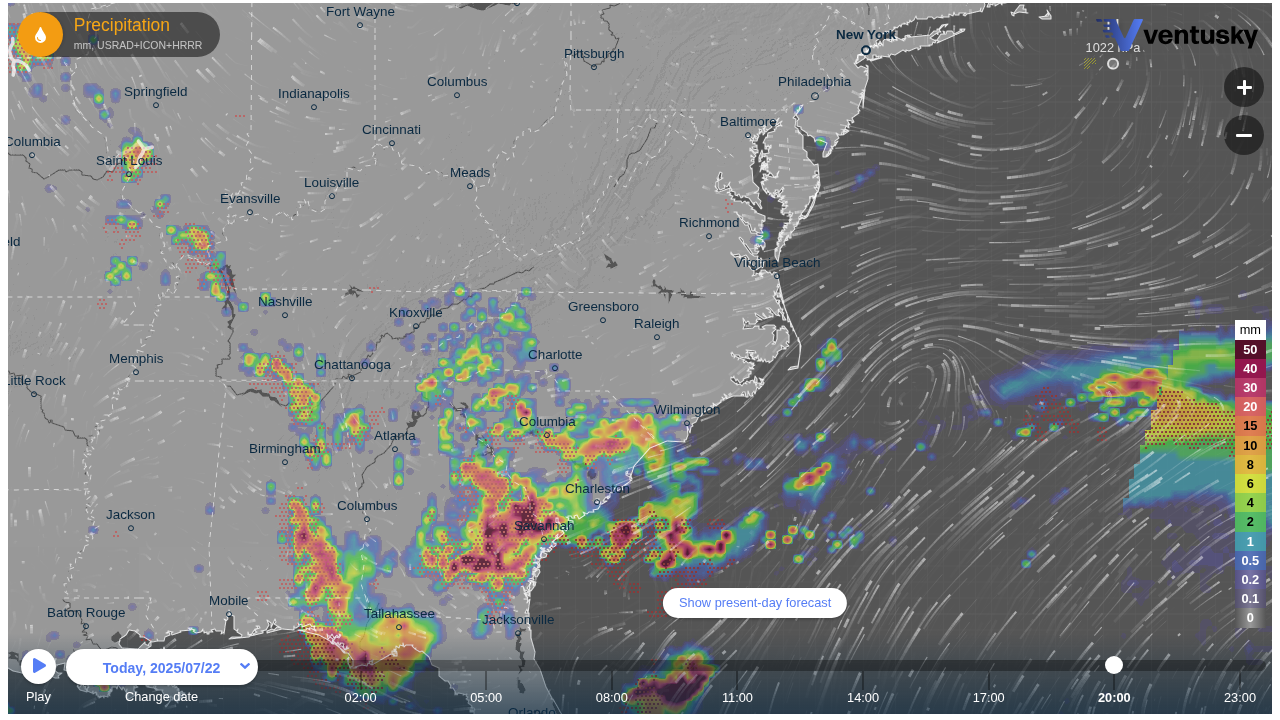 Precipitation
mm, USRAD+ICON+HRRR
Fort Wayne
New York
ventusky
1022 hPa
Pittsburgh
Columbus
Philadelphia
Springfield
Indianapolis
Baltimore
Cincinnati
Columbia
Saint Louis
Meads
Louisville
Evansville
Richmond
eld
Virginia Beach
Nashville
Knoxville
Greensboro
Raleigh
mm
50
Memphis
Chattanooga
Charlotte
40
Little Rock
30
20
Wilmington
Columbia
15
Atlanta
Birmingham
10
8
Charleston
6
Columbus
4
Jackson
Savannah
2
1
0.5
0.2
Mobile
0.1
Show present-day forecast
Baton Rouge
Tallahassee
Jacksonville
0
Today, 2025/07/22
Play
Change date
02:00
05:00
08:00
11:00
14:00
17:00
20:00
23:00
Orlando